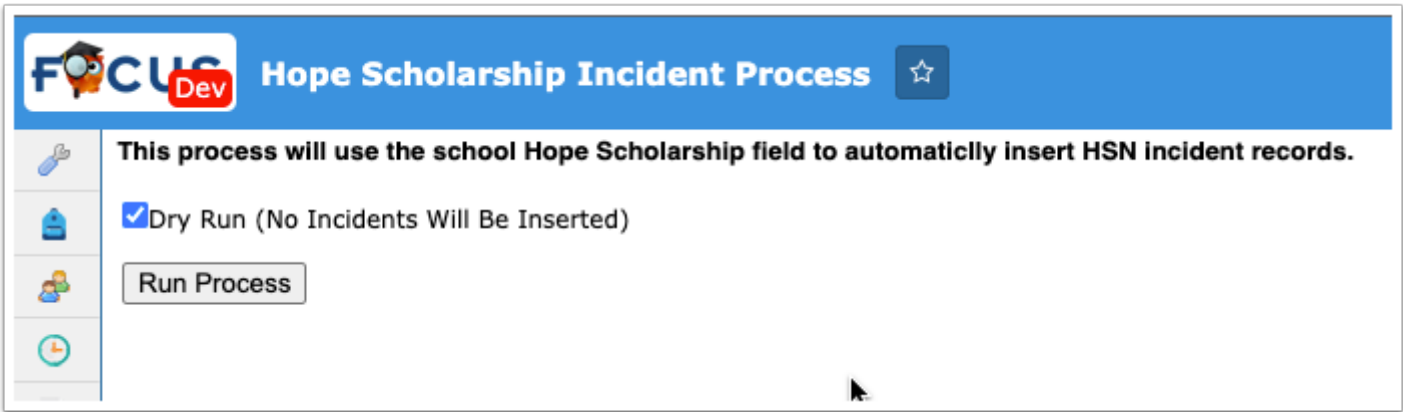 FOCUS
Dev
Hope Scholarship Incident Process
This process will use the school Hope Scholarship field to automaticlly insert HSN incident records.
Dry Run (No Incidents Will Be Inserted)
Run Process